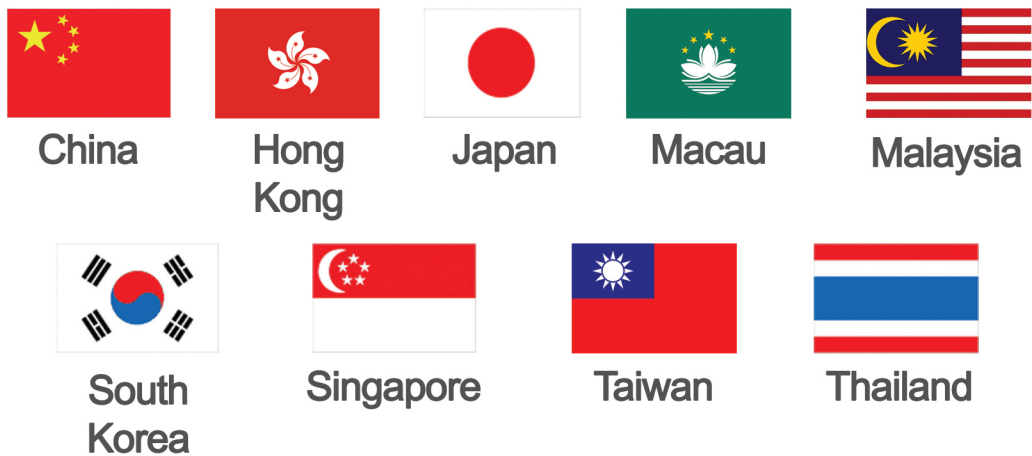 China
Hong
Kong
Japan
Macau
Malaysia
South
Korea
Singapore
Taiwan
Thailand